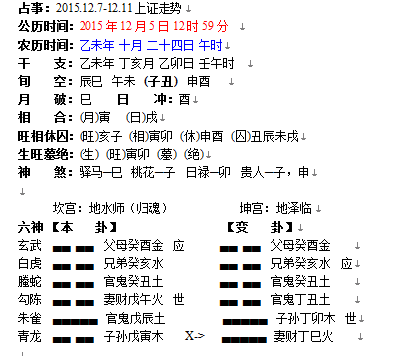 占事：2015.12.7-12.11 上证走势↓
公历时间：2015 年 12 月 5 日 12 时 59 分 ↓
农历时间：乙未年 十月 二十四日 午时↓
干　支：乙未年 丁亥月 乙卯日 壬午时 ↓
旬　空：辰巳 午未 (子丑) 申酉 ↓
月　破：巳 日　冲：酉↓
相　合：(月)寅 (日)戌↓
旺相休囚：(旺)亥子 (相)寅卯 (休)申酉 (囚)丑辰未戌↓
生旺墓绝：(生) (旺)寅卯 (墓) (绝)↓
神　煞：驿马─巳 桃花─子 日禄─卯 贵人─子，申↓
↓
坎宫：地水师（归魂） 坤宫：地泽临↓
六神【本　卦】 【变　卦】↓
玄武 父母癸酉金 应 父母癸酉金 ↓
白虎 兄弟癸亥水 兄弟癸亥水 应↓
螣蛇 官鬼癸丑土 官鬼癸丑土 ↓
勾陈 妻财戊午火 世 官鬼丁丑土 ↓
朱雀 官鬼戊辰土 子孙丁卯木 世↓
青龙 子孙戊寅木 X-> 妻财丁巳火 ↓
↓